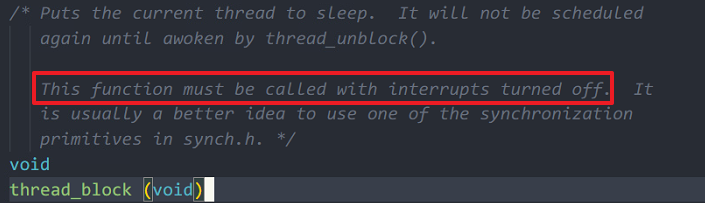 /* Puts the current thread to sleep.  It will not be scheduled
again until awoken by thread_unblock().
This function must be called with interrupts turned off.  It
is usually a better idea to use one of the synchronization
primitives in synch.h. */
void
thread_block (void)